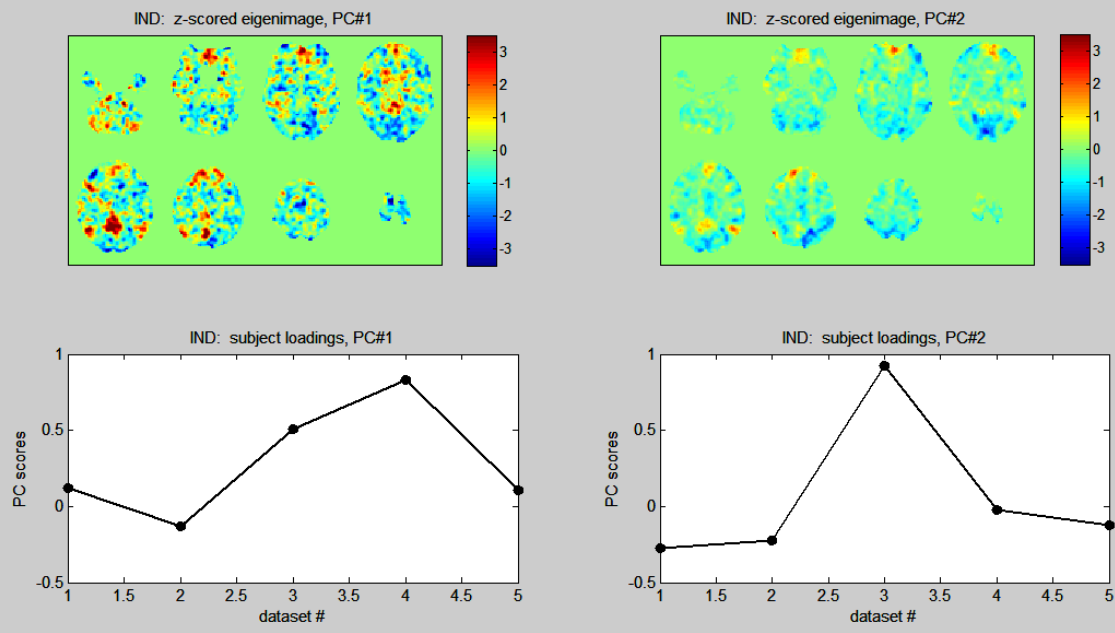 IND: z-scored eigenimage, PC#1
3
2
1
0
-1
-2
-3
IND: z-scored eigenimage, PC#2
3
2
1
0
-1
-2
-3
IND: subject loadings, PC#1
PC scores
1
0.5
0
-0.5
1 1.5 2 2.5 3 3.5 4 4.5 5
dataset #
IND: subject loadings, PC#2
PC scores
1
0.5
0
-0.5
1 1.5 2 2.5 3 3.5 4 4.5 5
dataset #